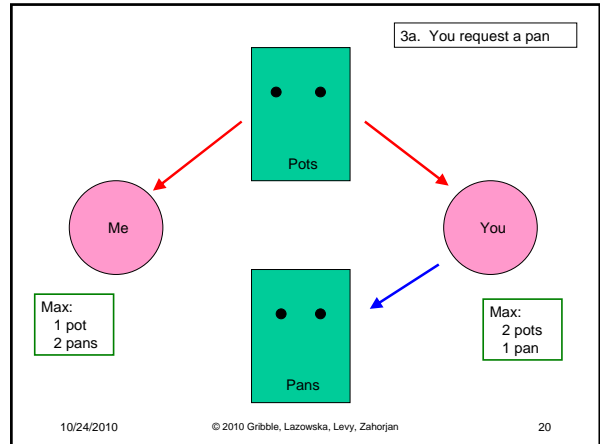 3a. You request a pan
Pots
Me
You
Max:
1 pot
2 pans
Max:
2 pots
1 pan
Pans
10/24/2010
© 2010 Gribble, Lazowska, Levy, Zahorjan
20